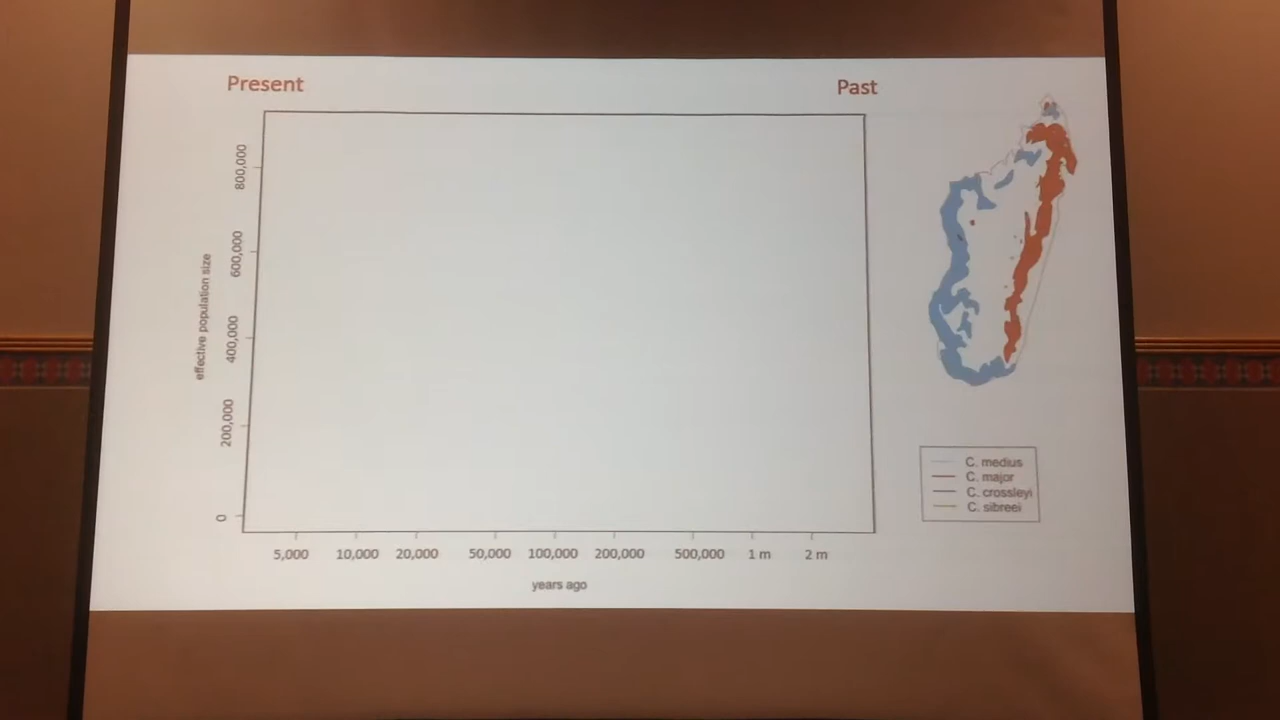 Present
Past
800,000
600,000
400,000
200,000
0
effective population size
5,000 10,000 20,000 50,000 100,000 200,000 500,000 1 m 2 m
years ago
C. medius
C. major
C. crossleyi
C. sibreei